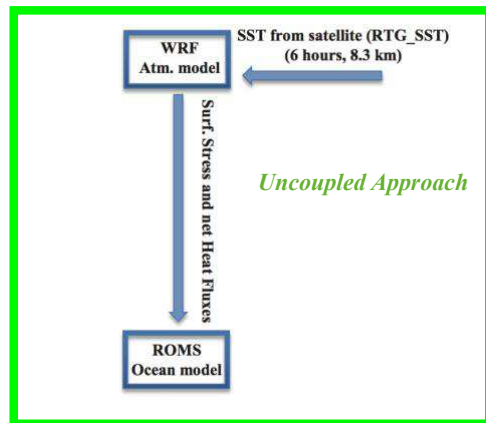 SST from satellite (RTG_SST)
(6 hours, 8.3 km)
WRF
Atm. model
Surf. Stress and net Heat Fluxes
Uncoupled Approach
ROMS
Ocean model